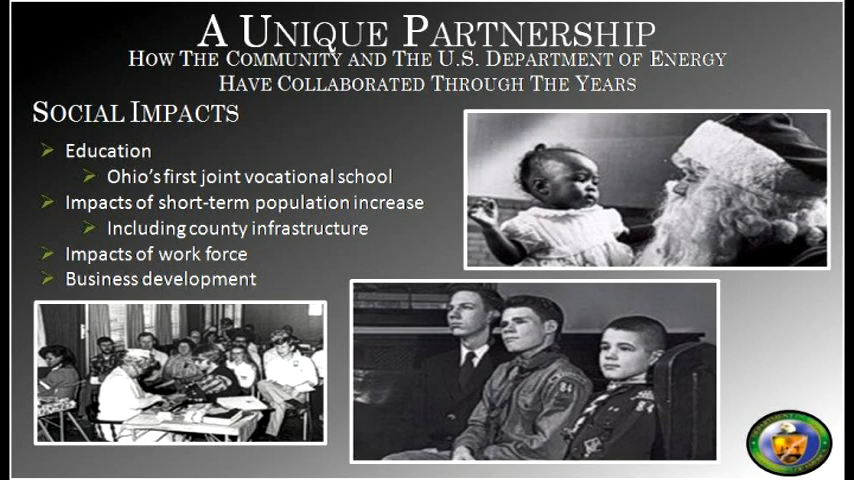 A UNIQUE PARTNERSHIP
HOW THE COMMUNITY AND THE U.S. DEPARTMENT OF ENERGY
HAVE COLLABORATED THROUGH THE YEARS
SOCIAL IMPACTS
Education
Ohio's first joint vocational school
Impacts of short-term population increase
Including county infrastructure
Impacts of work force
Business development
84
84